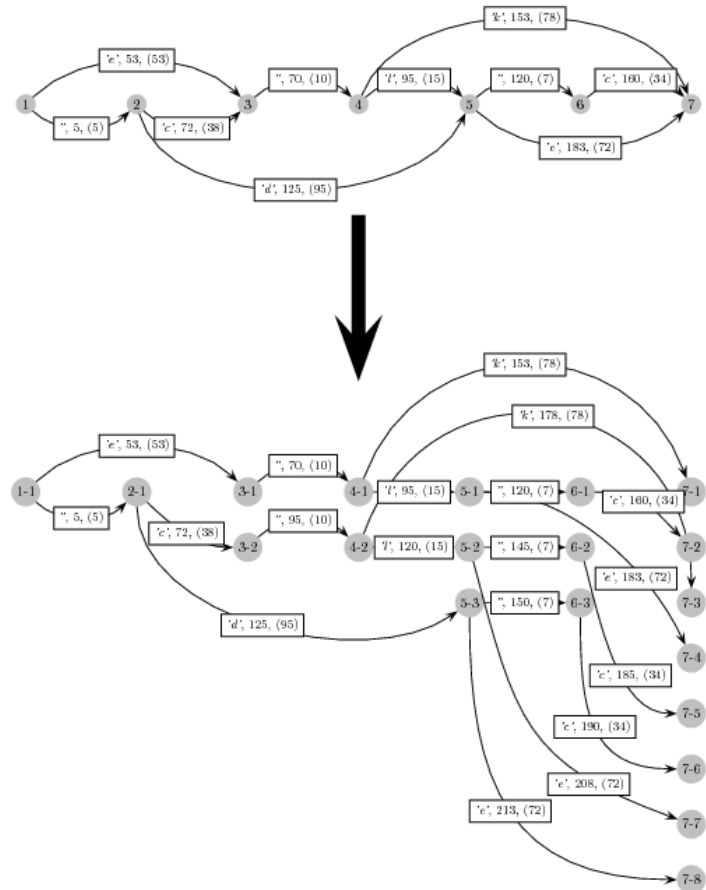 'k', 153, (78)
'e', 53, (53)
'', 70, (10)
'l', 95, (15)
'', 120, (7)
'c', 160, (34)
1
2
3
4
5
6
7
'', 5, (5)
'c', 72, (38)
'e', 183, (72)
'd', 125, (95)
'k', 153, (78)
'k', 178, (78)
'e', 53, (53)
'', 70, (10)
1-1
2-1
3-1
4-1
'l', 95, (15)
5-1
'', 120, (7)
6-1
'c', 160, (34)
7-1
'', 5, (5)
'c', 72, (38)
'', 95, (10)
3-2
4-2
'l', 120, (15)
5-2
'', 145, (7)
6-2
7-2
'e', 183, (72)
5-3
'', 150, (7)
6-3
7-3
'd', 125, (95)
7-4
'c', 185, (34)
7-5
'c', 190, (34)
7-6
'e', 208, (72)
'e', 213, (72)
7-7
7-8